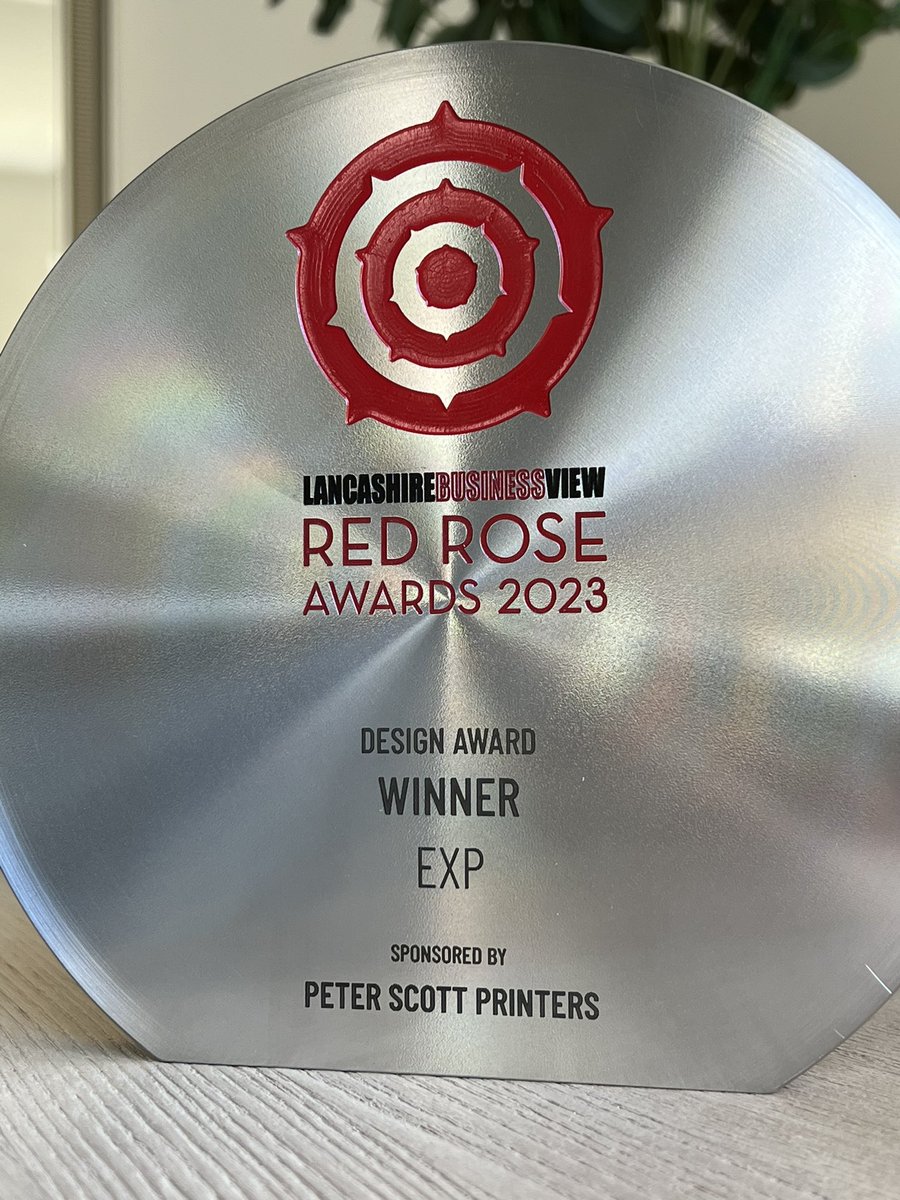 LANCASHIREBUSINESSVIEW
RED ROSE
AWARDS 2023
DESIGN AWARD
WINNER
EXP
SPONSORED BY
PETER SCOTT PRINTERS